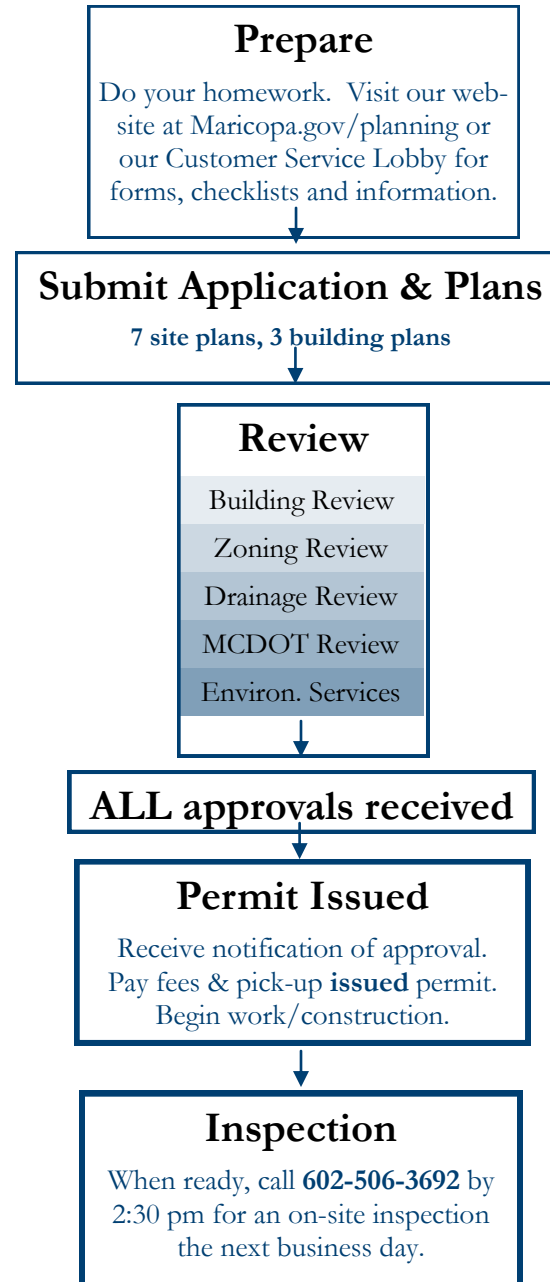 Prepare
Do your homework. Visit our web-
site at Maricopa.gov/planning or
our Customer Service Lobby for
forms, checklists and information.
Submit Application & Plans
7 site plans, 3 building plans
Review
Building Review
Zoning Review
Drainage Review
MCDOT Review
Environ. Services
ALL approvals received
Permit Issued
Receive notification of approval.
Pay fees & pick-up issued permit.
Begin work/construction.
Inspection
When ready, call 602-506-3692 by
2:30 pm for an on-site inspection
the next business day.